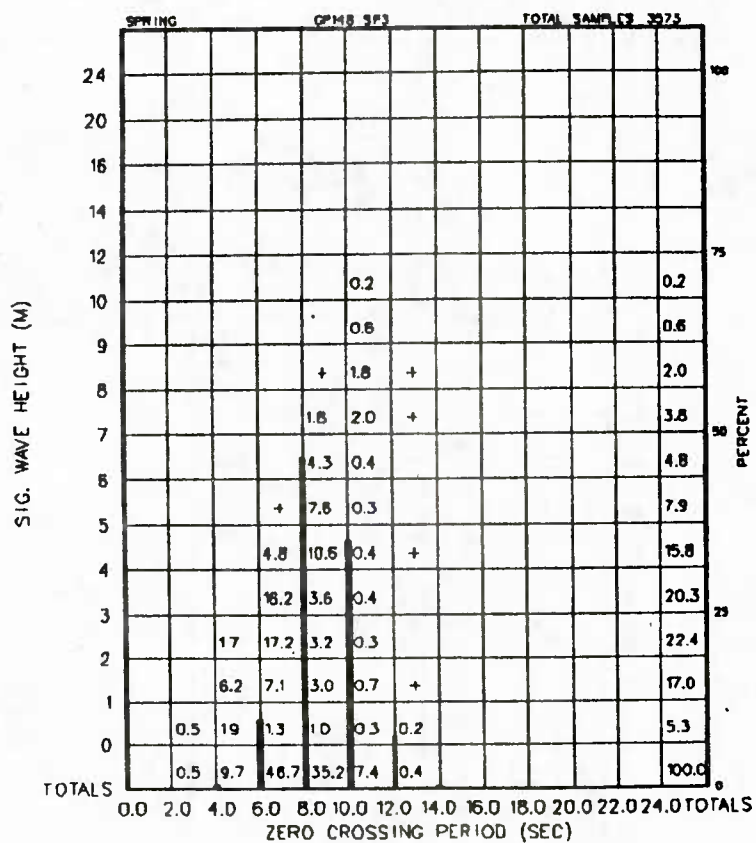 SPRING GPMB SP3 TOTAL SAMPLES 3573
24 100
20
16
14
12 75
10 0.2 0.2
9 0.6 0.6
8 + 1.8 + 2.0
7 1.8 2.0 + 3.8
50
6 4.3 0.4 4.8
5 + 7.6 0.3 7.9
4 4.8 10.6 0.4 + 15.8
3 16.2 3.6 0.4 20.3
25
2 1.7 17.2 3.2 0.3 22.4
1 6.2 7.1 3.0 0.7 + 17.0
0 0.5 1.9 1.3 1.0 0.3 0.2 5.3
TOTALS 0.5 9.7 46.7 35.2 7.4 0.4 100.0 0
0.0 2.0 4.0 6.0 8.0 10.0 12.0 14.0 16.0 18.0 20.0 22.0 24.0 TOTALS
ZERO CROSSING PERIOD (SEC)
SIG. WAVE HEIGHT (M)
PERCENT